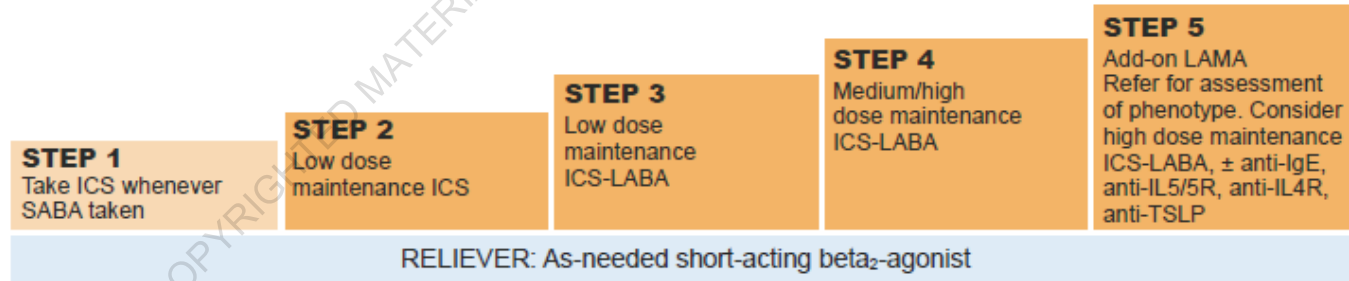 STEP 1
Take ICS whenever
SABA taken
STEP 2
Low dose
maintenance ICS
STEP 3
Low dose
maintenance
ICS-LABA
STEP 4
Medium/high
dose maintenance
ICS-LABA
STEP 5
Add-on LAMA
Refer for assessment
of phenotype. Consider
high dose maintenance
ICS-LABA, ± anti-IgE,
anti-IL5/5R, anti-IL4R,
anti-TSLP
RELIEVER: As-needed short-acting beta₂-agonist